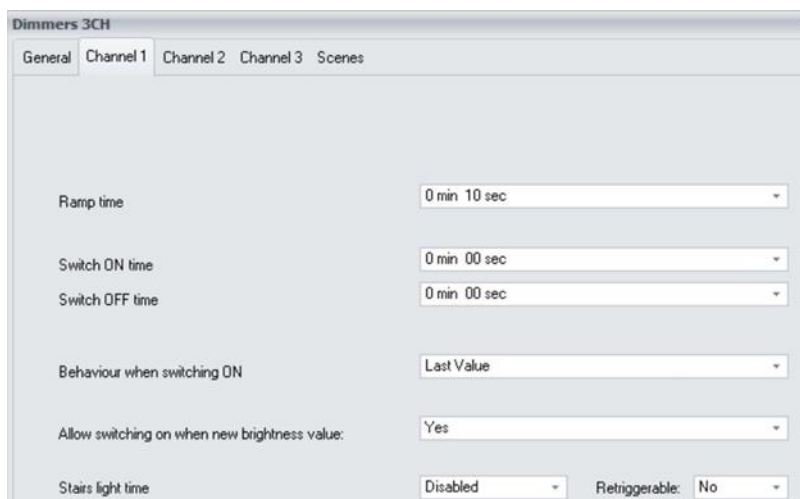 Dimmers 3CH
General Channel 1 Channel 2 Channel 3 Scenes
Ramp time 0 min 10 sec
Switch ON time 0 min 00 sec
Switch OFF time 0 min 00 sec
Behaviour when switching ON Last Value
Allow switching on when new brightness value: Yes
Stairs light time Disabled Retriggerable: No